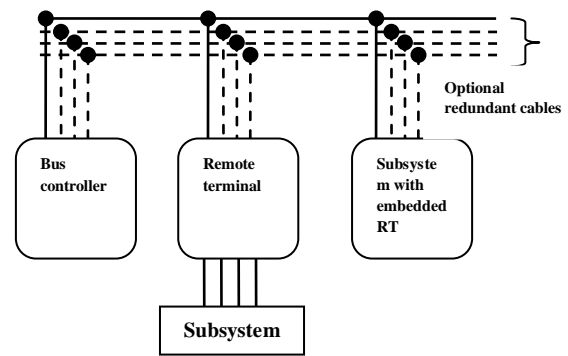 Optional
redundant cables
Bus
controller
Remote
terminal
Subsyste
m with
embedded
RT
Subsystem